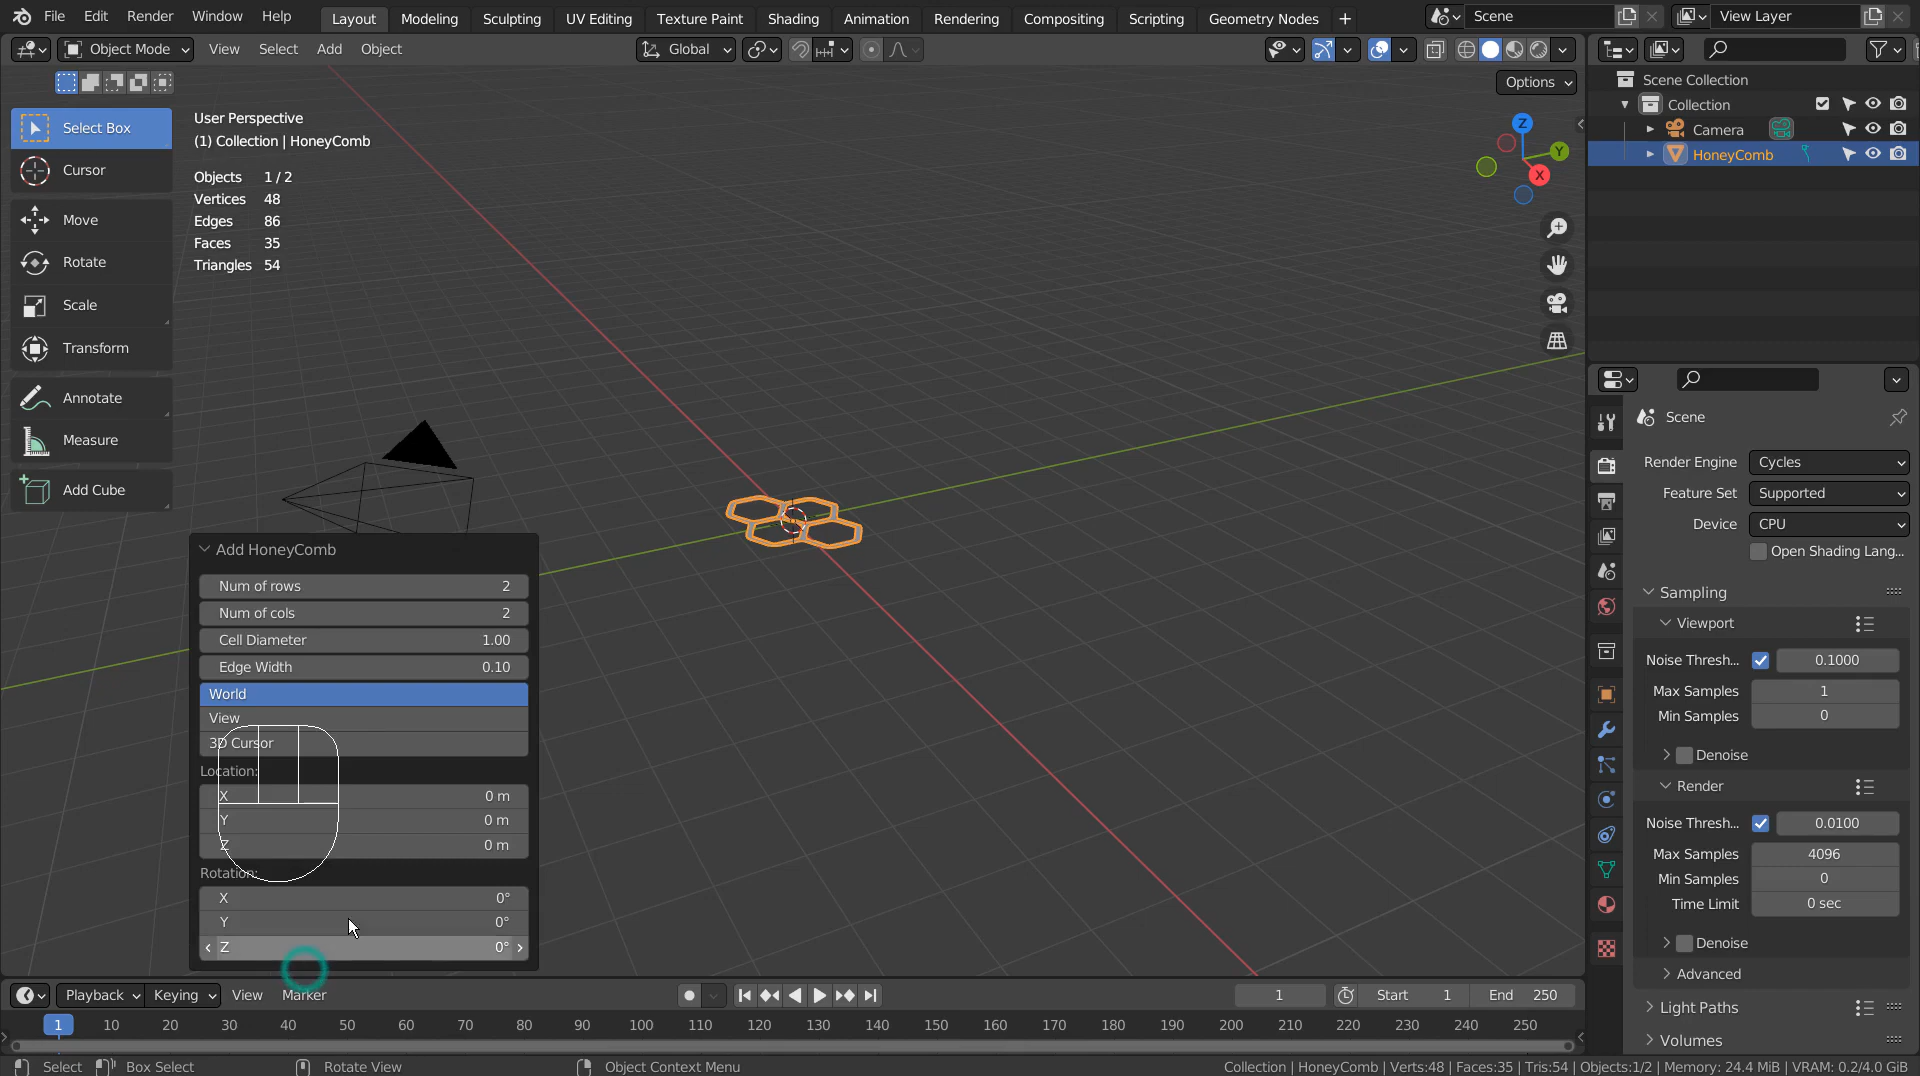 File Edit Render Window Help Layout Modeling Sculpting UV Editing Texture Paint Shading Animation Rendering Compositing Scripting Geometry Nodes + Scene View Layer
Object Mode View Select Add Object Global
Options
Select Box
Cursor
Move
Rotate
Scale
Transform
Annotate
Measure
Add Cube
User Perspective
(1) Collection | HoneyComb
Objects 1 / 2
Vertices 48
Edges 86
Faces 35
Triangles 54
Z
Y
X
Add HoneyComb
Num of rows 2
Num of cols 2
Cell Diameter 1.00
Edge Width 0.10
World
View
3D Cursor
Location:
X 0 m
Y 0 m
Z 0 m
Rotation:
X 0°
Y 0°
Z 0°
Scene Collection
Collection
Camera
HoneyComb
Scene
Render Engine Cycles
Feature Set Supported
Device CPU
Open Shading Lang...
Sampling
Viewport
Noise Thresh... 0.1000
Max Samples 1
Min Samples 0
Denoise
Render
Noise Thresh... 0.0100
Max Samples 4096
Min Samples 0
Time Limit 0 sec
Denoise
Advanced
Light Paths
Volumes
Playback Keying View Marker 1 Start 1 End 250
1 10 20 30 40 50 60 70 80 90 100 110 120 130 140 150 160 170 180 190 200 210 220 230 240 250
Select Box Select Rotate View Object Context Menu Collection | HoneyComb | Verts:48 | Faces:35 | Tris:54 | Objects:1/2 | Memory: 24.4 MiB | VRAM: 0.2/4.0 GiB